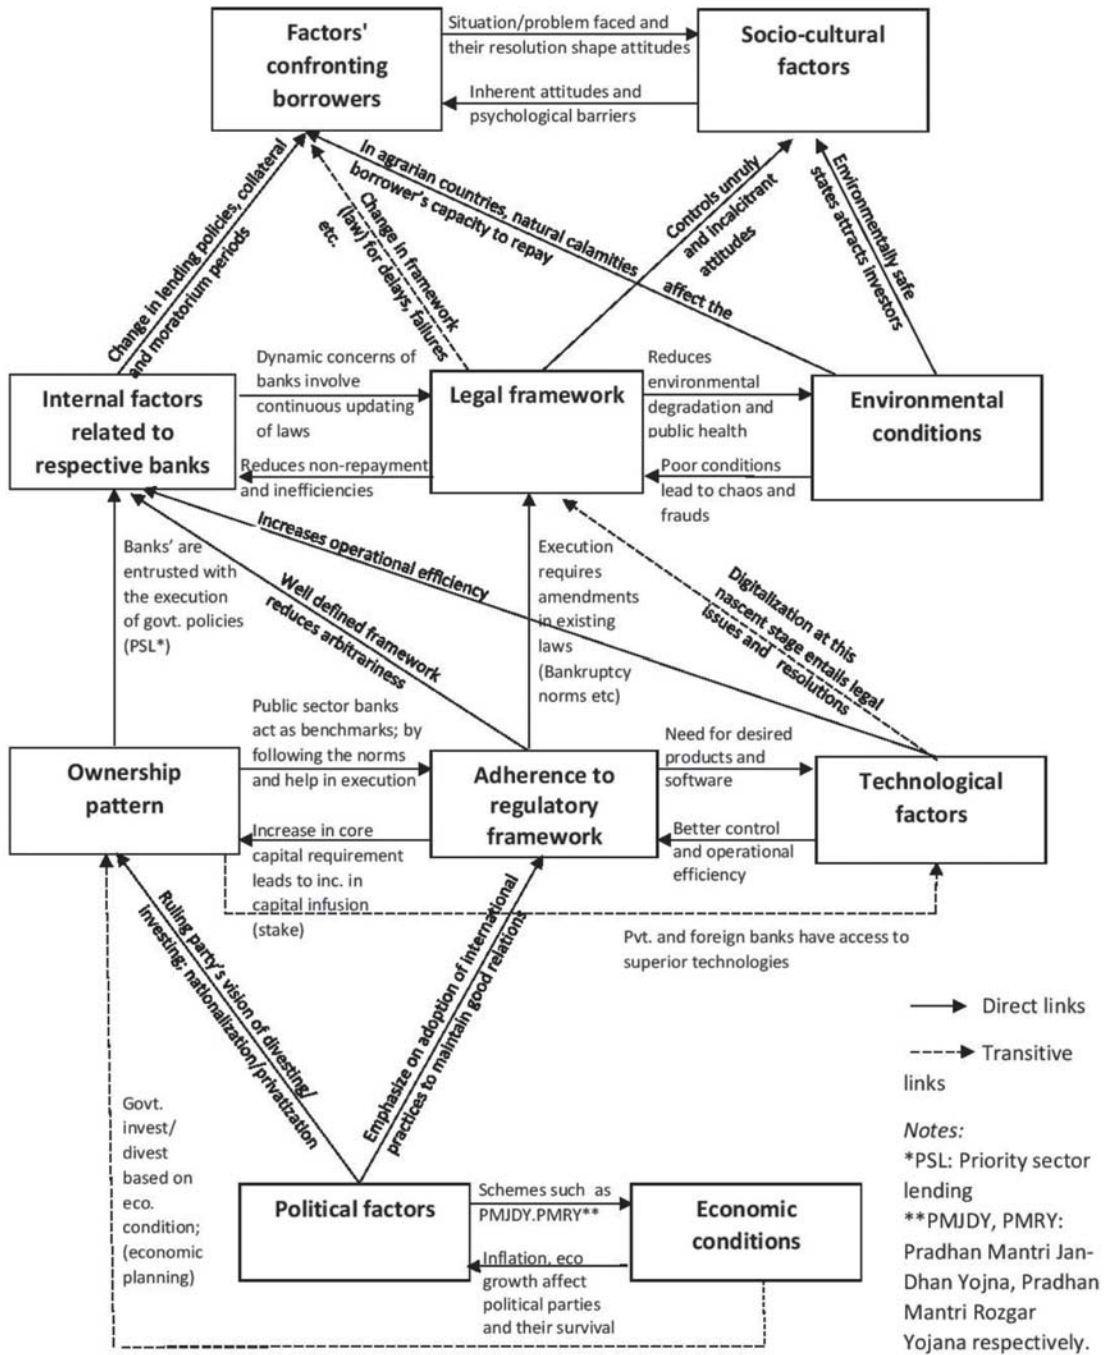 Factors'
confronting
borrowers
Situation/problem faced and
their resolution shape attitudes
Inherent attitudes and
psychological barriers
Socio-cultural
factors
Change in lending policies, collateral
and moratorium periods
Change in framework
(law) for delays, failures
etc.
In agrarian countries, natural calamities affect the
borrower's capacity to repay
Controls unruly
and incalcitrant
attitudes
Environmentally safe
states attracts investors
Internal factors
related to
respective banks
Dynamic concerns of
banks involve
continuous updating
of laws
Reduces non-repayment
and inefficiencies
Legal framework
Reduces
environmental
degradation and
public health
Poor conditions
lead to chaos and
frauds
Environmental
conditions
Banks' are
entrusted with
the execution
of govt. policies
(PSL*)
Increases operational efficiency
Well defined framework
reduces arbitrariness
Execution
requires
amendments
in existing
laws
(Bankruptcy
norms etc)
Digitalization at this
nascent stage entails legal
issues and resolutions
Ownership
pattern
Public sector banks
act as benchmarks; by
following the norms
and help in execution
Increase in core
capital requirement
leads to inc. in
capital infusion
(stake)
Adherence to
regulatory
framework
Need for desired
products and
software
Better control
and operational
efficiency
Technological
factors
Pvt. and foreign banks have access to
superior technologies
Ruling party's vision of divesting/
investing; nationalization/privatization
Emphasize on adoption of international
practices to maintain good relations
Govt.
invest/
divest
based on
eco.
condition;
(economic
planning)
Political factors
Schemes such as
PMJDY.PMRY**
Inflation, eco
growth affect
political parties
and their survival
Economic
conditions
Direct links
Transitive
links
Notes:
*PSL: Priority sector
lending
**PMJDY, PMRY:
Pradhan Mantri Jan-
Dhan Yojna, Pradhan
Mantri Rozgar
Yojana respectively.